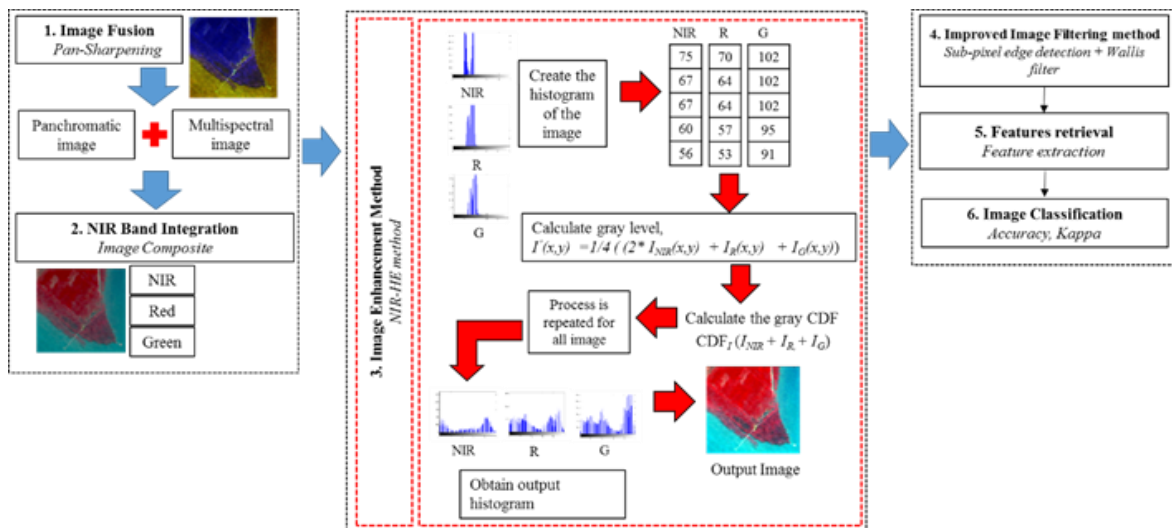 1. Image Fusion
Pan-Sharpening
Panchromatic
image
Multispectral
image
2. NIR Band Integration
Image Composite
NIR
Red
Green
3. Image Enhancement Method
NIR-HE method
NIR
R
G
Create the
histogram
of the
image
NIR R G
75 70 102
67 64 102
67 64 102
60 57 95
56 53 91
Calculate gray level,
I'(x,y) =1/4 ( (2* I_NIR(x,y) + I_R(x,y) + I_G(x,y))
Calculate the gray CDF
CDF_I (I_NIR + I_R + I_G)
Process is
repeated for
all image
NIR R G
Obtain output
histogram
Output Image
4. Improved Image Filtering method
Sub-pixel edge detection + Wallis
filter
5. Features retrieval
Feature extraction
6. Image Classification
Accuracy, Kappa